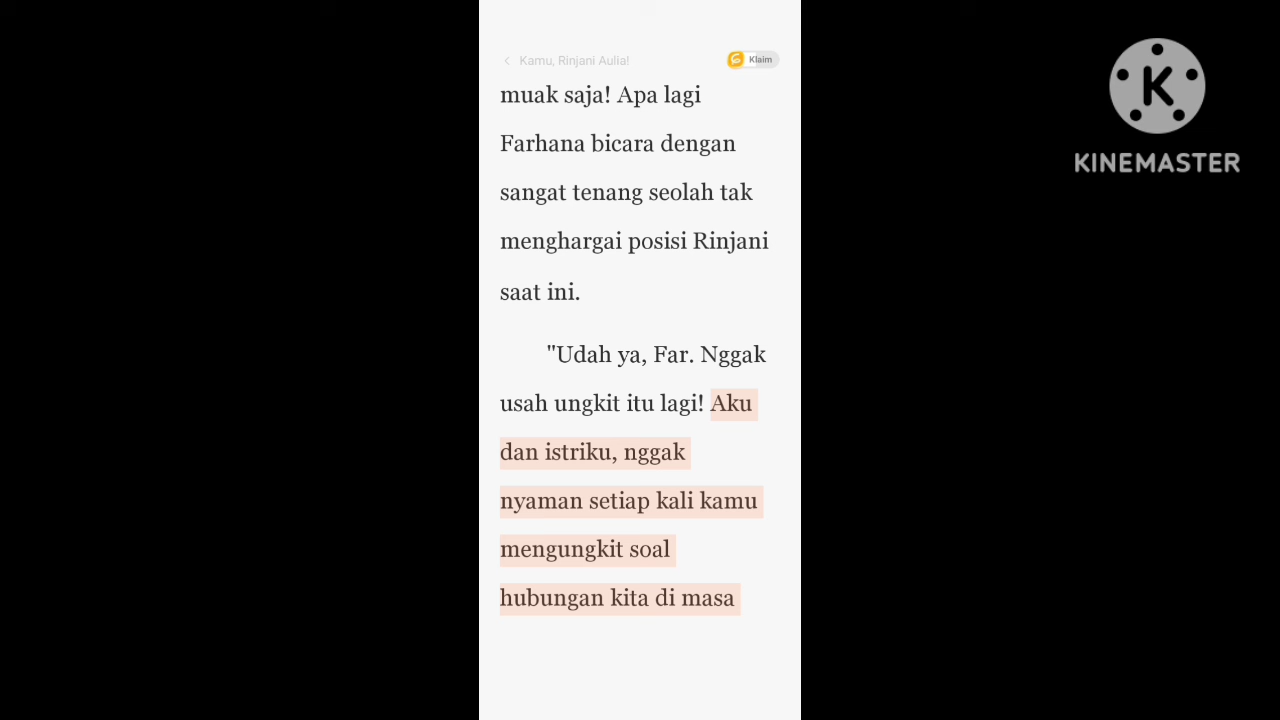 Kamu, Rinjani Aulia!
Klaim
muak saja! Apa lagi
Farhana bicara dengan
sangat tenang seolah tak
menghargai posisi Rinjani
saat ini.
"Udah ya, Far. Nggak
usah ungkit itu lagi! Aku
dan istriku, nggak
nyaman setiap kali kamu
mengungkit soal
hubungan kita di masa
K
KINEMASTER